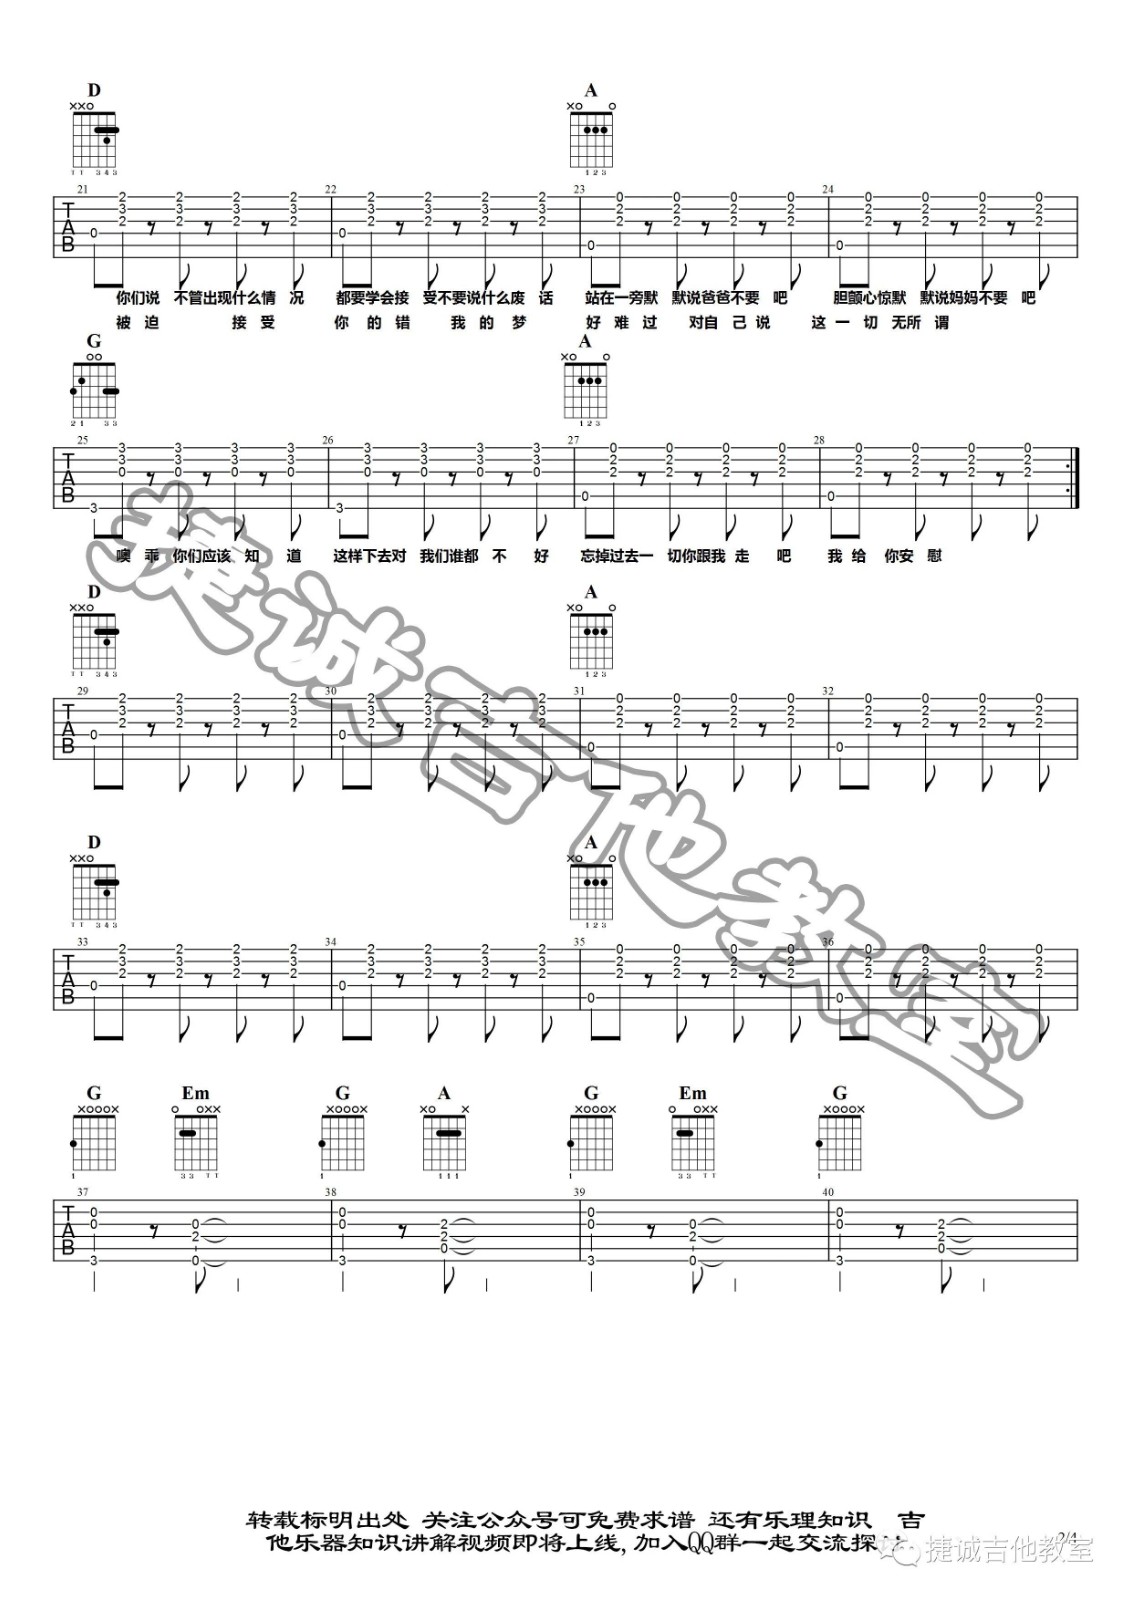 D A
21 22 23 24
你们说 不管出现什么情 况 都要学会接 受不要说什么废 话 站在一旁默 默说爸爸不要 吧 胆颤心惊默 默说妈妈不要 吧
被 迫 接 受 你 的 错 我 的 梦 好 难 过 对 自 己 说 这 一 切 无所 谓
G A
25 26 27 28
噢 乖 你们应该 知 道 这样下去对 我们谁都 不 好 忘掉过去一 切你跟我 走 吧 我 给 你安 慰
D A
29 30 31 32
D A
33 34 35 36
G Em G A G Em G
37 38 39 40
捷诚吉他教室
转载标明出处 关注公众号可免费求谱 还有乐理知识 吉
他乐器知识讲解视频即将上线,加入QQ群一起交流探
2/4
捷诚吉他教室